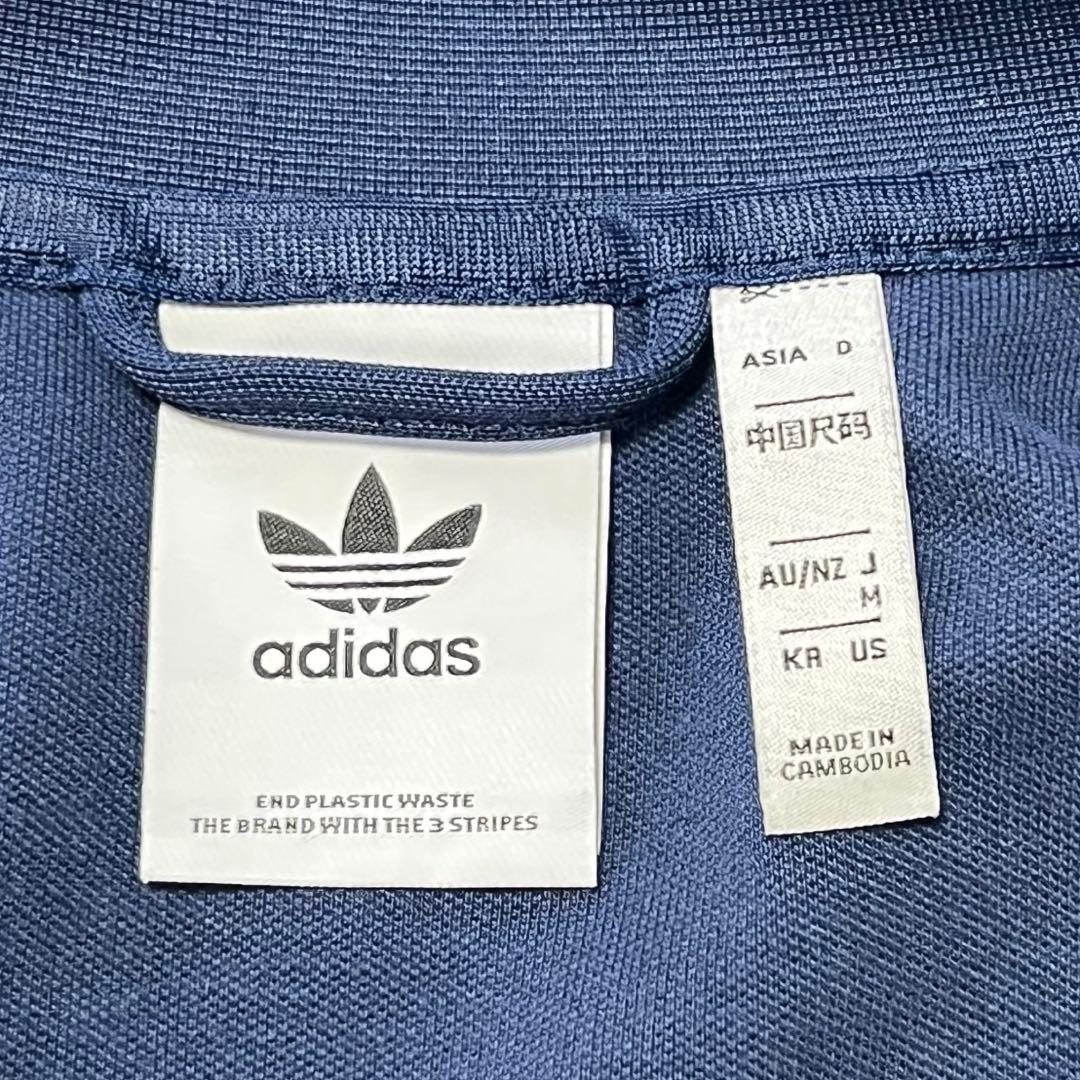 adidas
END PLASTIC WASTE
THE BRAND WITH THE 3 STRIPES
ASIA D
中国尺码
AU/NZ J
M
KR US
MADE IN
CAMBODIA